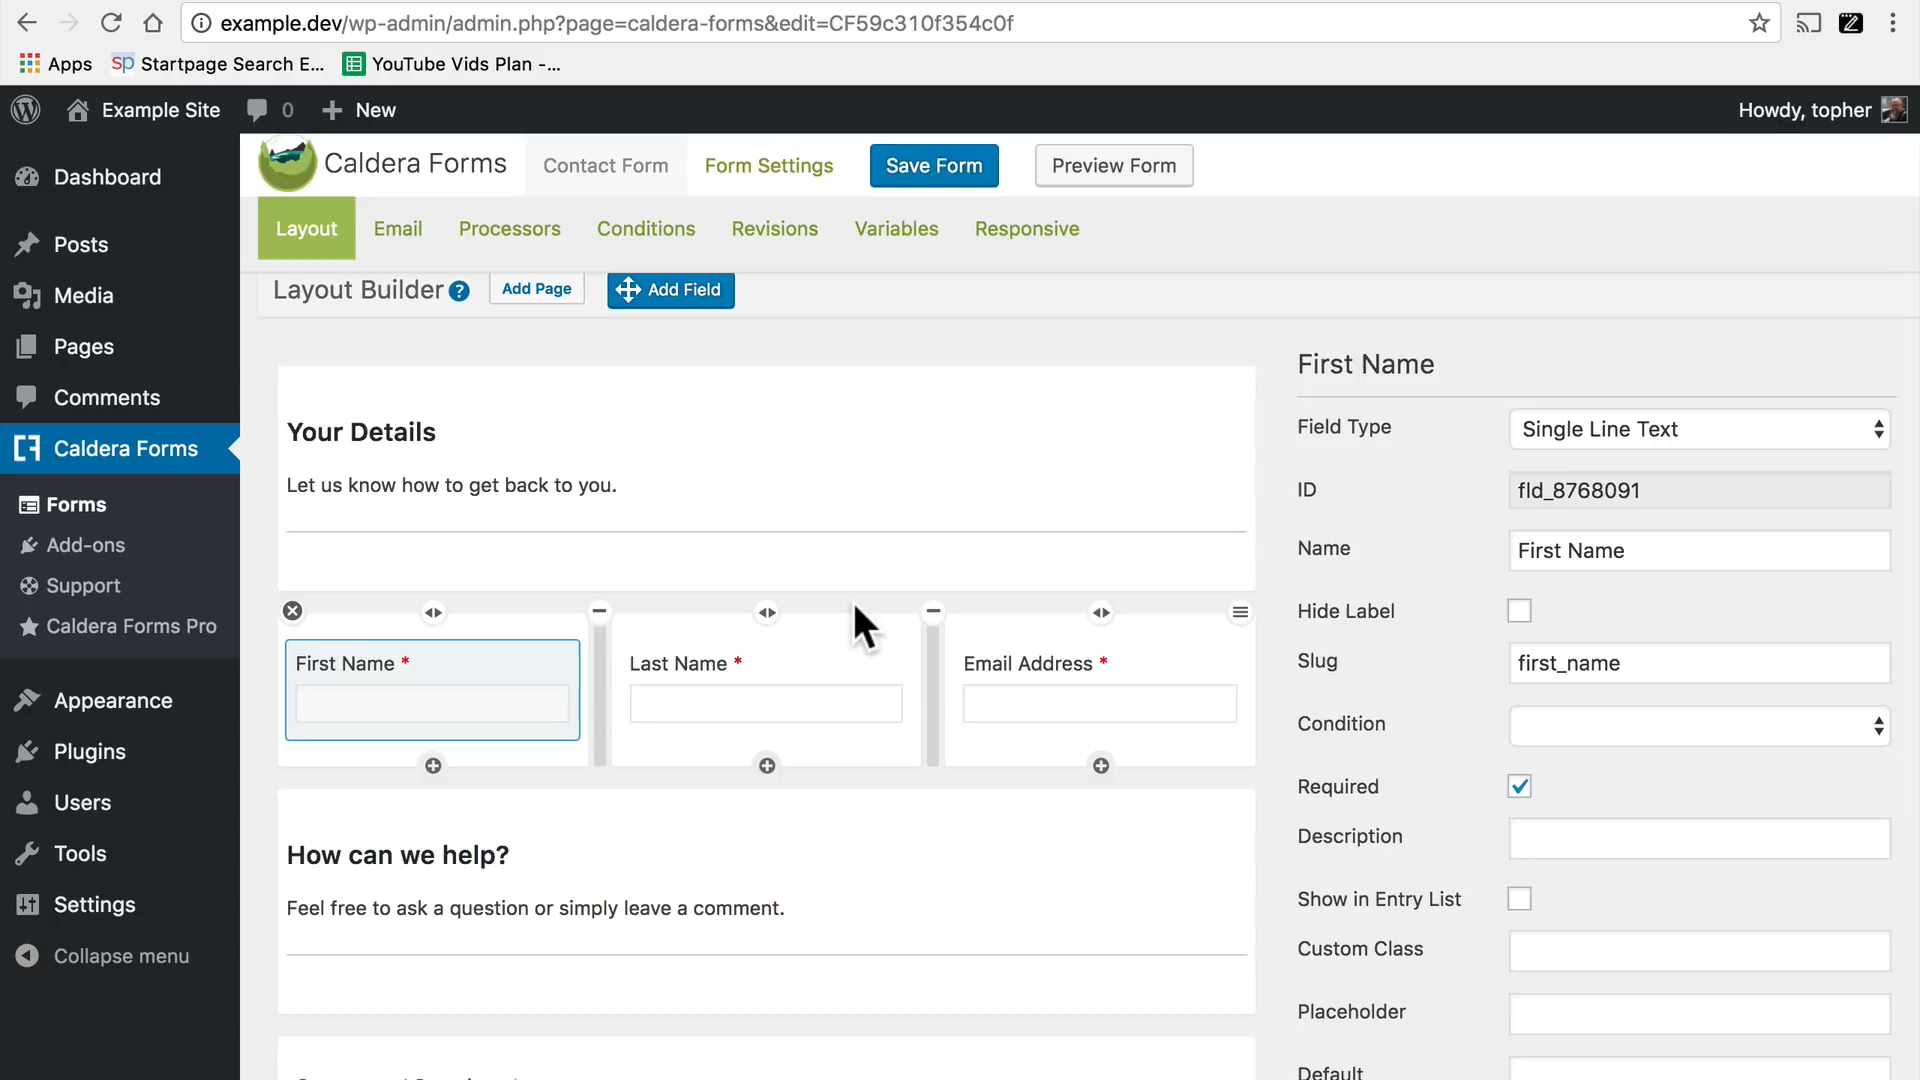 example.dev/wp-admin/admin.php?page=caldera-forms&edit=CF59c310f354c0f
Apps
Startpage Search E...
YouTube Vids Plan -...
Example Site
0
New
Howdy, topher
Dashboard
Posts
Media
Pages
Comments
Caldera Forms
Forms
Add-ons
Support
Caldera Forms Pro
Appearance
Plugins
Users
Tools
Settings
Collapse menu
Caldera Forms
Contact Form
Form Settings
Save Form
Preview Form
Layout
Email
Processors
Conditions
Revisions
Variables
Responsive
Layout Builder
?
Add Page
Add Field
Your Details
Let us know how to get back to you.
First Name *
Last Name *
Email Address *
How can we help?
Feel free to ask a question or simply leave a comment.
First Name
Field Type
Single Line Text
ID
fld_8768091
Name
First Name
Hide Label
Slug
first_name
Condition
Required
Description
Show in Entry List
Custom Class
Placeholder
Default